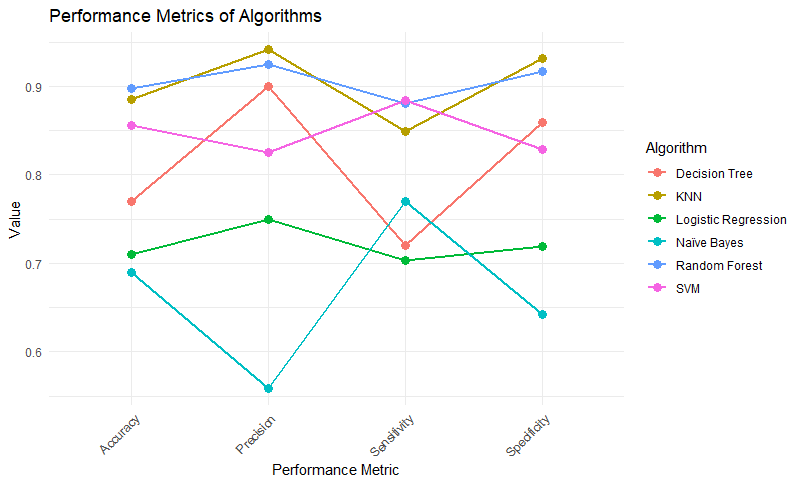 Performance Metrics of Algorithms
0.9
0.8
0.7
0.6
Value
Accuracy
Precision
Sensitivity
Specificity
Performance Metric
Algorithm
Decision Tree
KNN
Logistic Regression
Naïve Bayes
Random Forest
SVM